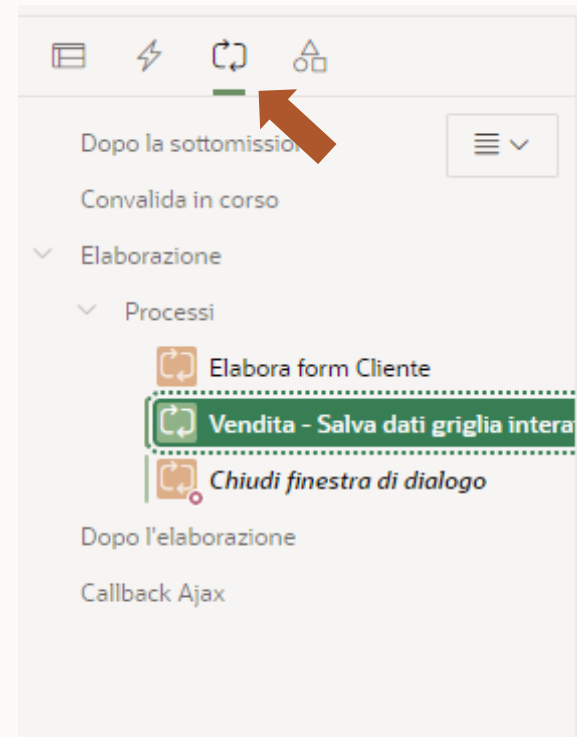 Dopo la sottomission
Convalida in corso
Elaborazione
Processi
Elabora form Cliente
Vendita - Salva dati griglia intera
Chiudi finestra di dialogo
Dopo l'elaborazione
Callback Ajax